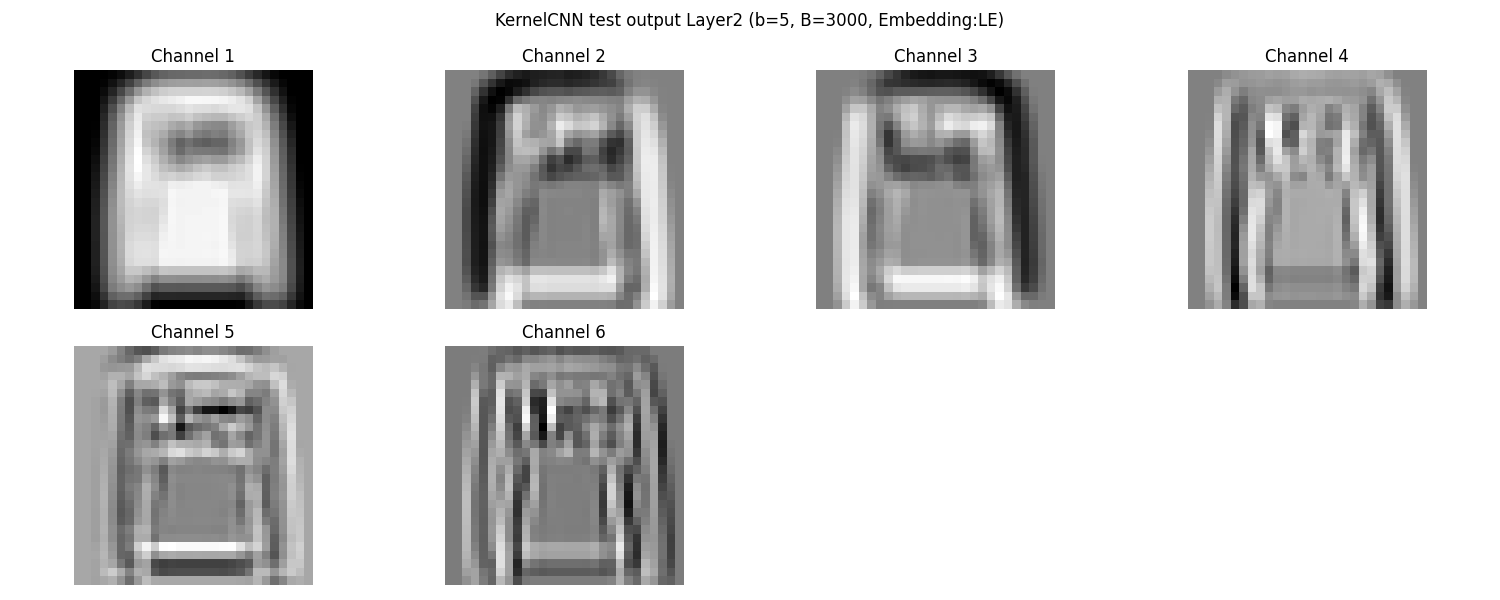 KernelCNN test output Layer2 (b=5, B=3000, Embedding:LE)
Channel 1
Channel 2
Channel 3
Channel 4
Channel 5
Channel 6